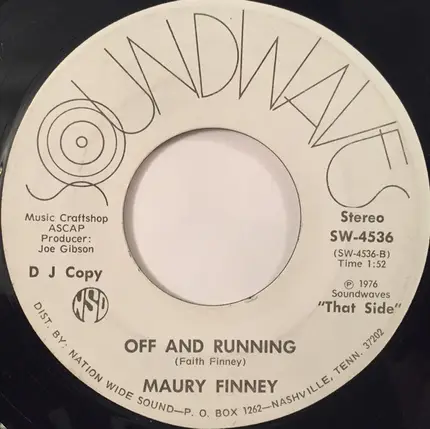 SOUNDWAVES
Music Craftshop
ASCAP
Producer:
Joe Gibson
D J Copy
NSD
Stereo
SW-4536
(SW-4536-B)
Time 1:52
℗ 1976
Soundwaves
"That Side"
OFF AND RUNNING
(Faith Finney)
MAURY FINNEY
DIST. BY: NATION WIDE SOUND—P. O. BOX 1262—NASHVILLE, TENN. 37202